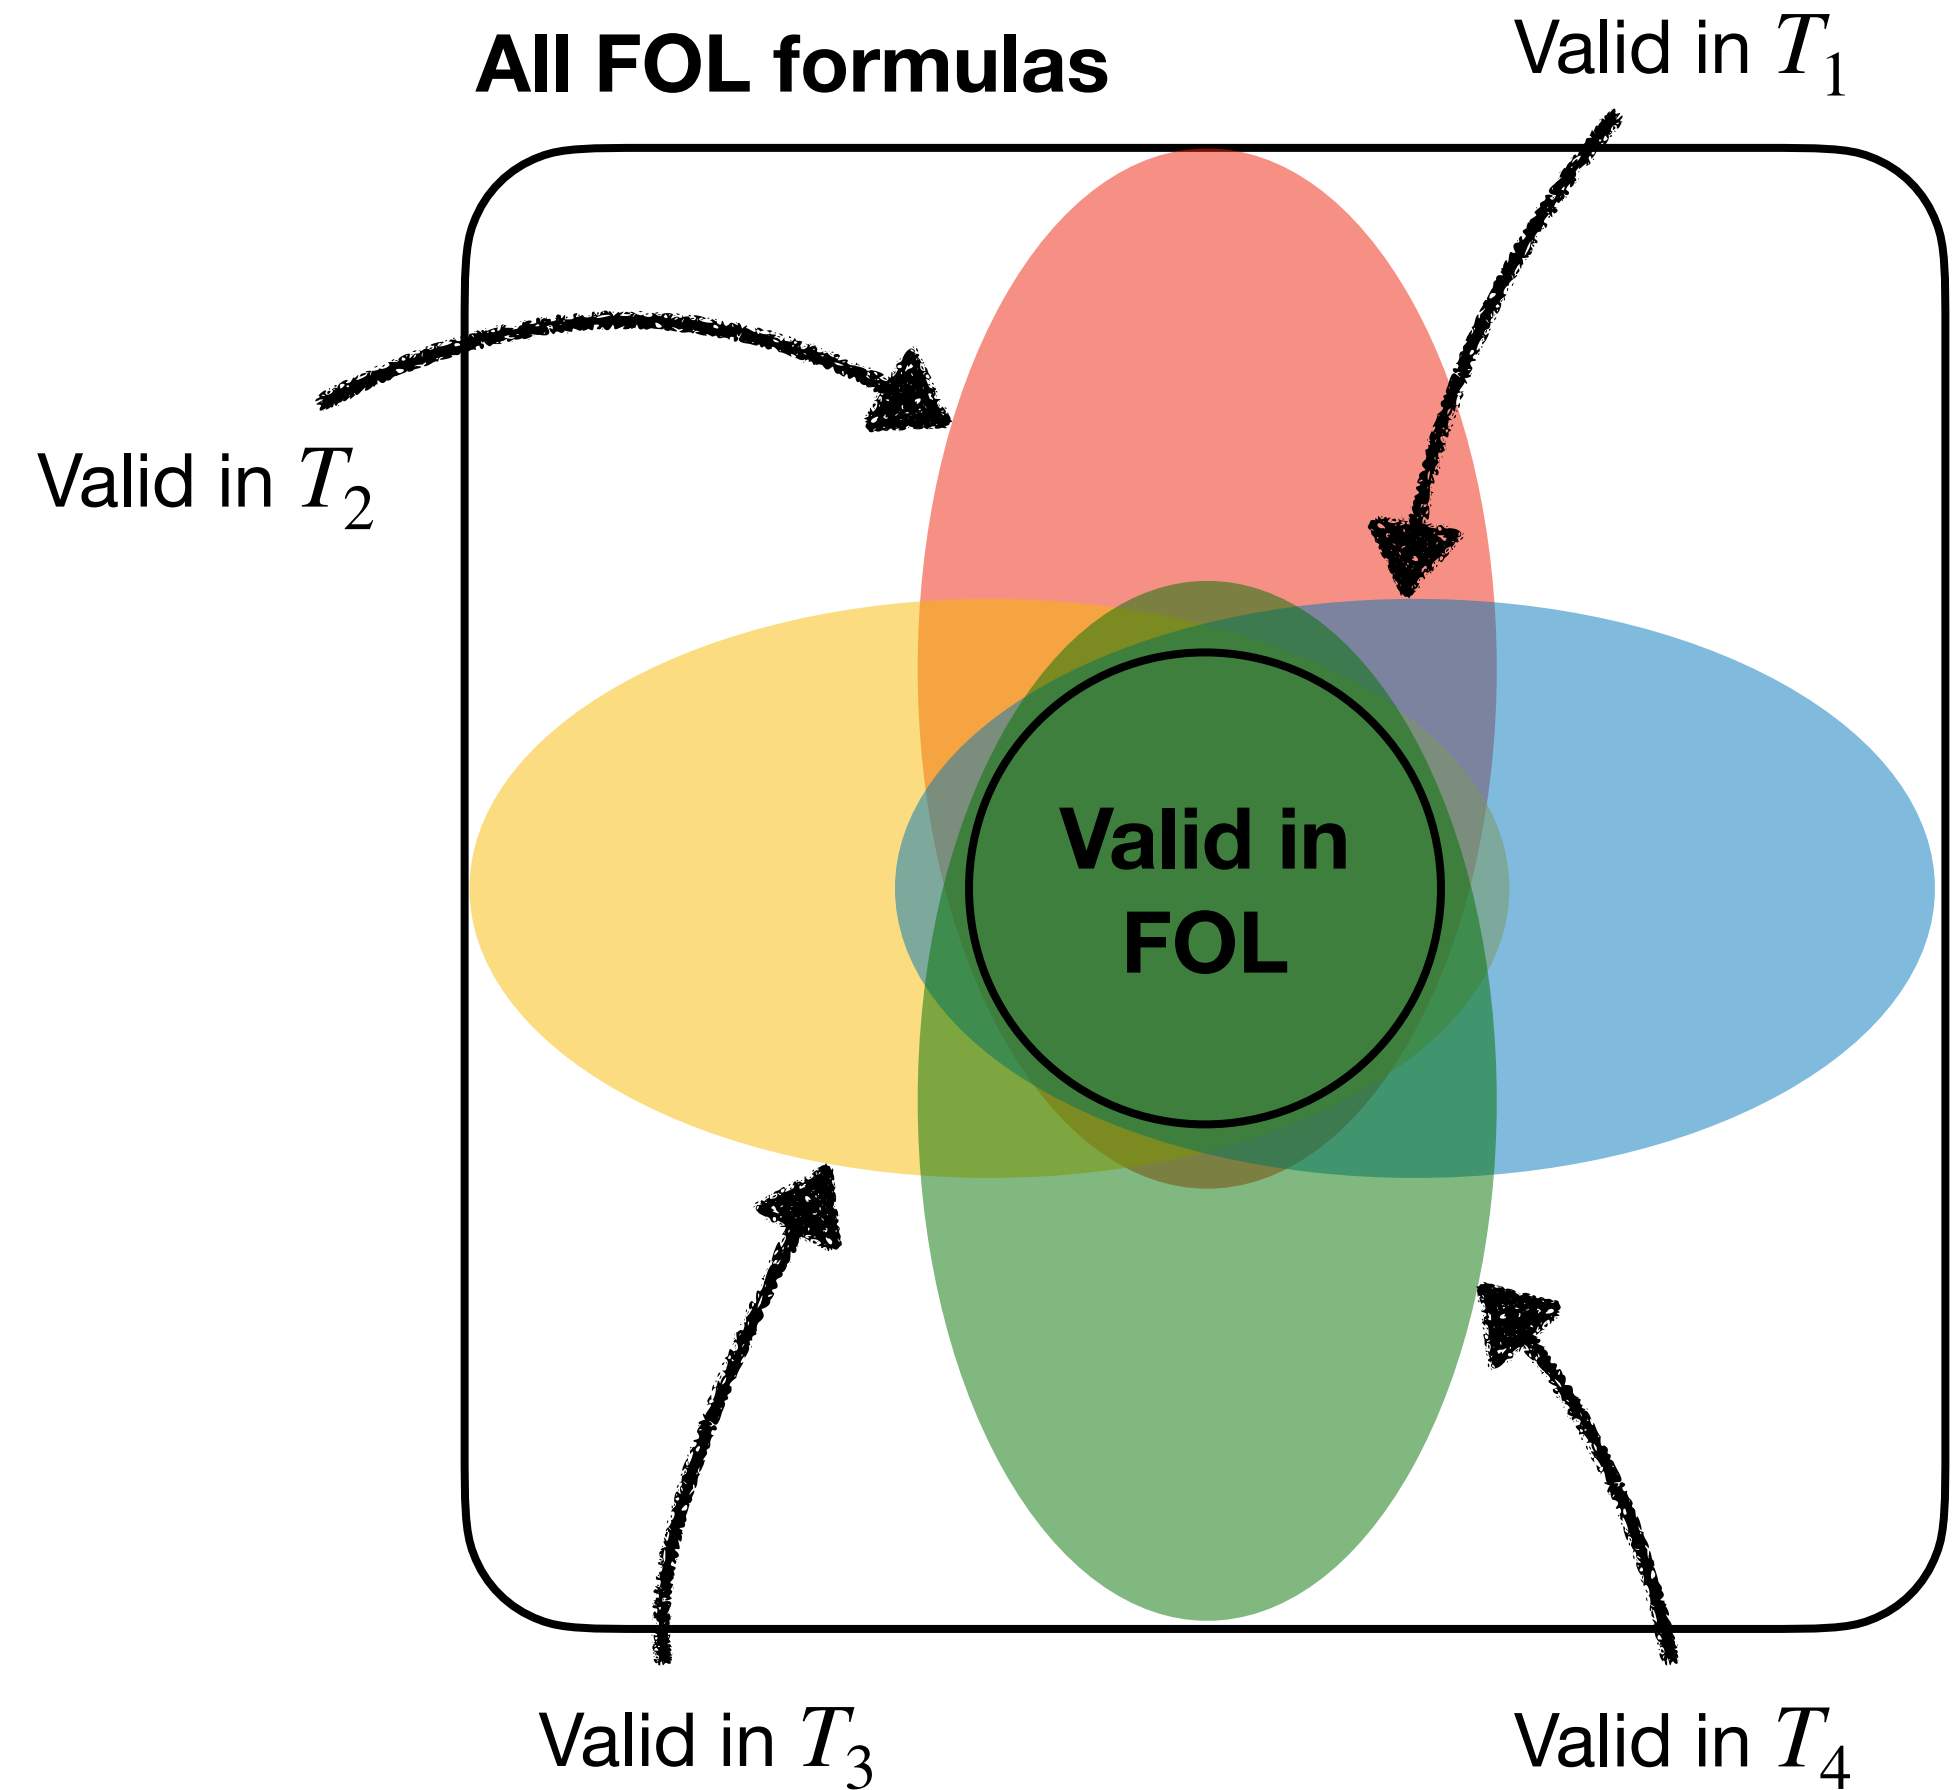 All FOL formulas
Valid in T₁
Valid in T₂
Valid in
FOL
Valid in T₃
Valid in T₄